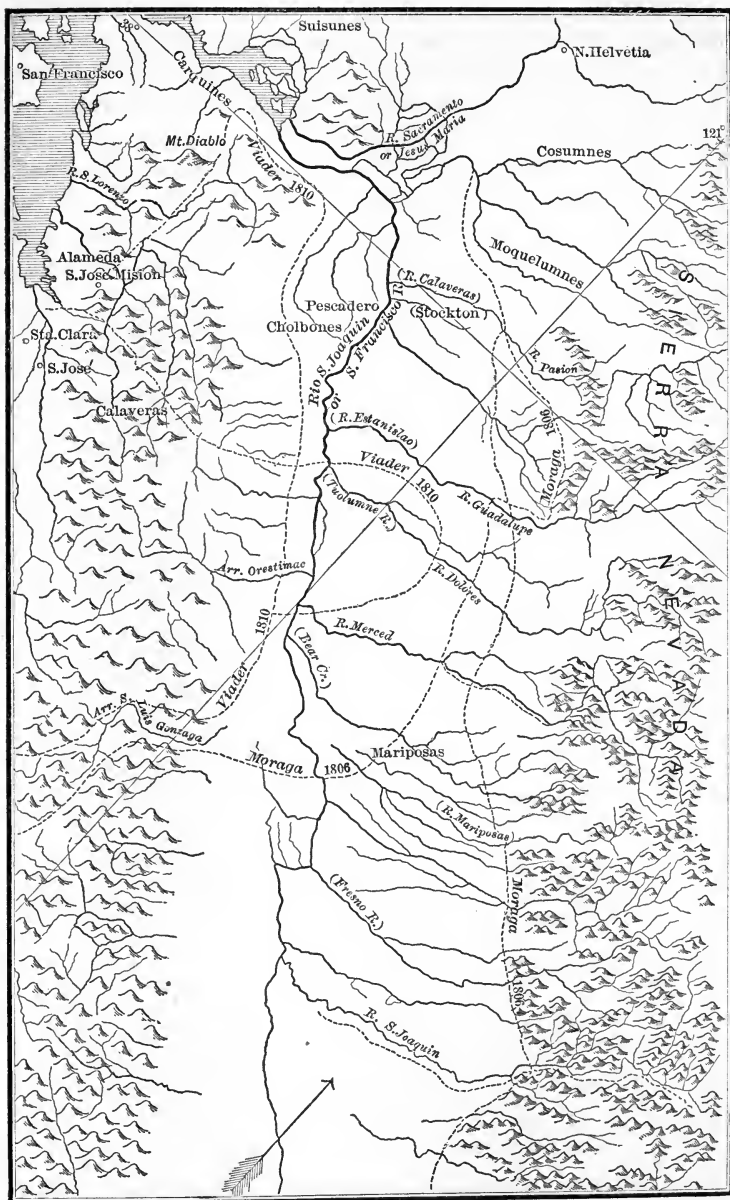 Suisunes
38°
San Francisco
Carquines
N. Helvetia
R. Sacramento
or Jesus Maria
Mt. Diablo
Viader 1810
121°
Cosumnes
R. S. Lorenzo
Moquelumnes
Alameda
S. José Mision
(R. Calaveras)
Pescadero
(Stockton)
Cholbones
Sta. Clara
S. José
Rio S. Joaquin
or S. Francisco R.
R. Pasion
SIERRA NEVADA
Calaveras
(R. Estanislao)
Moraga 1806
Viader 1810
R. Guadalupe
(Tuolumne R.)
R. Dolores
Arr. Orestimac
R. Merced
Viader 1810
(Bear Cr.)
Arr. S. Luis Gonzaga
Moraga 1806
Mariposas
(R. Mariposas)
Moraga 1806
(Fresno R.)
R. S. Joaquin